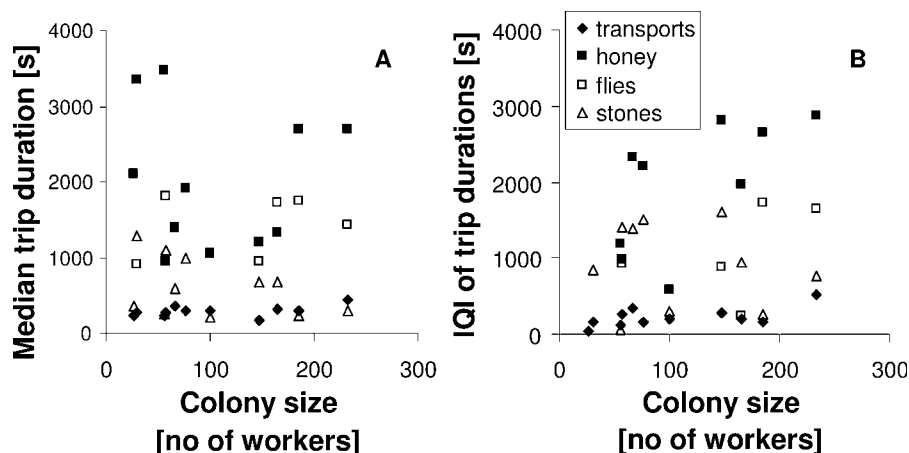 A
Median trip duration [s]
4000
3000
2000
1000
0
0 100 200 300
Colony size
[no of workers]
B
IQI of trip durations [s]
4000
3000
2000
1000
0
0 100 200 300
Colony size
[no of workers]
transports
honey
flies
stones